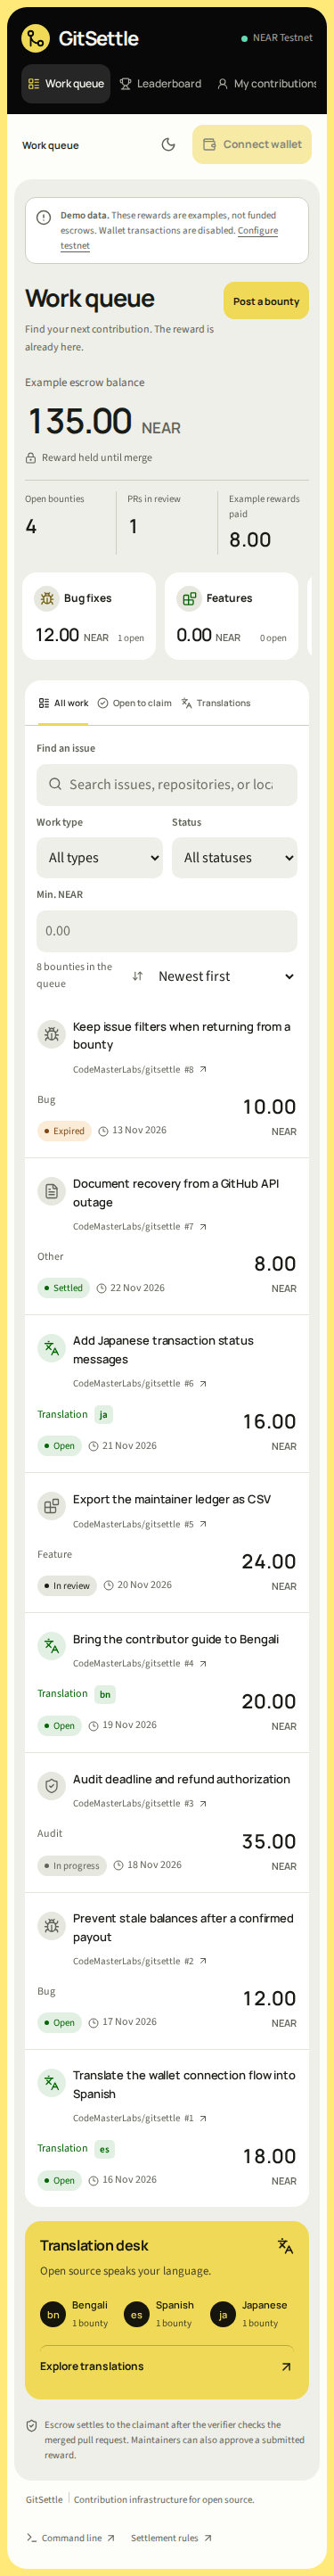 GitSettle
NEAR Testnet
Work queue
Leaderboard
My contributions
Work queue
Connect wallet
Demo data. These rewards are examples, not funded
escrows. Wallet transactions are disabled. Configure
testnet
Work queue
Post a bounty
Find your next contribution. The reward is
already here.
Example escrow balance
135.00 NEAR
Reward held until merge
Open bounties
4
PRs in review
1
Example rewards
paid
8.00
Bug fixes
12.00 NEAR 1 open
Features
0.00 NEAR 0 open
All work
Open to claim
Translations
Find an issue
Search issues, repositories, or loca
Work type
Status
All types
All statuses
Min. NEAR
0.00
8 bounties in the
queue
Newest first
Keep issue filters when returning from a
bounty
CodeMasterLabs/gitsettle #8
Bug
Expired
13 Nov 2026
10.00
NEAR
Document recovery from a GitHub API
outage
CodeMasterLabs/gitsettle #7
Other
Settled
22 Nov 2026
8.00
NEAR
Add Japanese transaction status
messages
CodeMasterLabs/gitsettle #6
Translation ja
Open
21 Nov 2026
16.00
NEAR
Export the maintainer ledger as CSV
CodeMasterLabs/gitsettle #5
Feature
In review
20 Nov 2026
24.00
NEAR
Bring the contributor guide to Bengali
CodeMasterLabs/gitsettle #4
Translation bn
Open
19 Nov 2026
20.00
NEAR
Audit deadline and refund authorization
CodeMasterLabs/gitsettle #3
Audit
In progress
18 Nov 2026
35.00
NEAR
Prevent stale balances after a confirmed
payout
CodeMasterLabs/gitsettle #2
Bug
Open
17 Nov 2026
12.00
NEAR
Translate the wallet connection flow into
Spanish
CodeMasterLabs/gitsettle #1
Translation es
Open
16 Nov 2026
18.00
NEAR
Translation desk
Open source speaks your language.
bn
Bengali
1 bounty
es
Spanish
1 bounty
ja
Japanese
1 bounty
Explore translations
Escrow settles to the claimant after the verifier checks the
merged pull request. Maintainers can also approve a submitted
reward.
GitSettle
Contribution infrastructure for open source.
Command line
Settlement rules